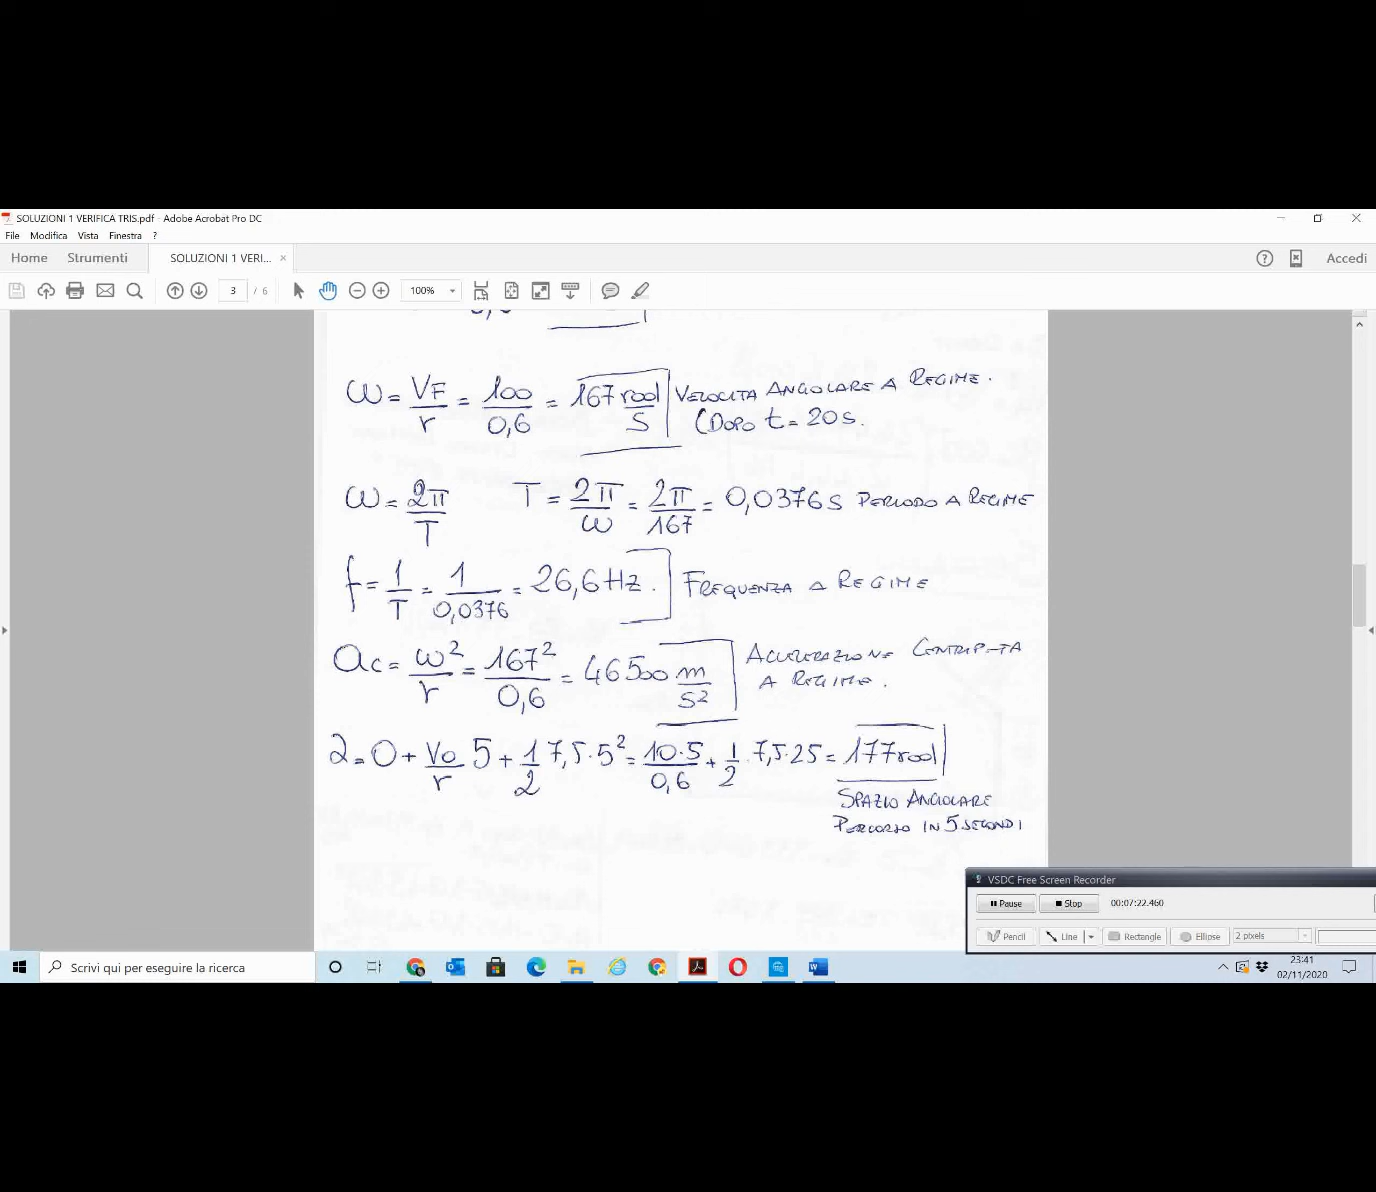 SOLUZIONI 1 VERIFICA TRIS.pdf - Adobe Acrobat Pro DC
File Modifica Vista Finestra ?
Home Strumenti SOLUZIONI 1 VERI... × Accedi
3 / 6 100%
ω = VF/r = 100/0,6 = 167 rad/s VELOCITA ANGOLARE A REGIME.
(DOPO t = 20 s.
ω = 2π/T T = 2π/ω = 2π/167 = 0,0376 s PERIODO A REGIME
f = 1/T = 1/0,0376 = 26,6 Hz. FREQUENZA A REGIME
ac = ω²/r = 167²/0,6 = 46500 m/s² ACCELERAZIONE CENTRIPETA
A REGIME.
2 = 0 + Vo/r 5 + 1/2 7,5·5² = 10·5/0,6 + 1/2 · 7,5·25 = 177 rad
SPAZIO ANGOLARE
PERCORSO IN 5 SECONDI
VSDC Free Screen Recorder
Pause Stop 00:07:22.460
Pencil Line Rectangle Ellipse 2 pixels
Scrivi qui per eseguire la ricerca
23:41
02/11/2020